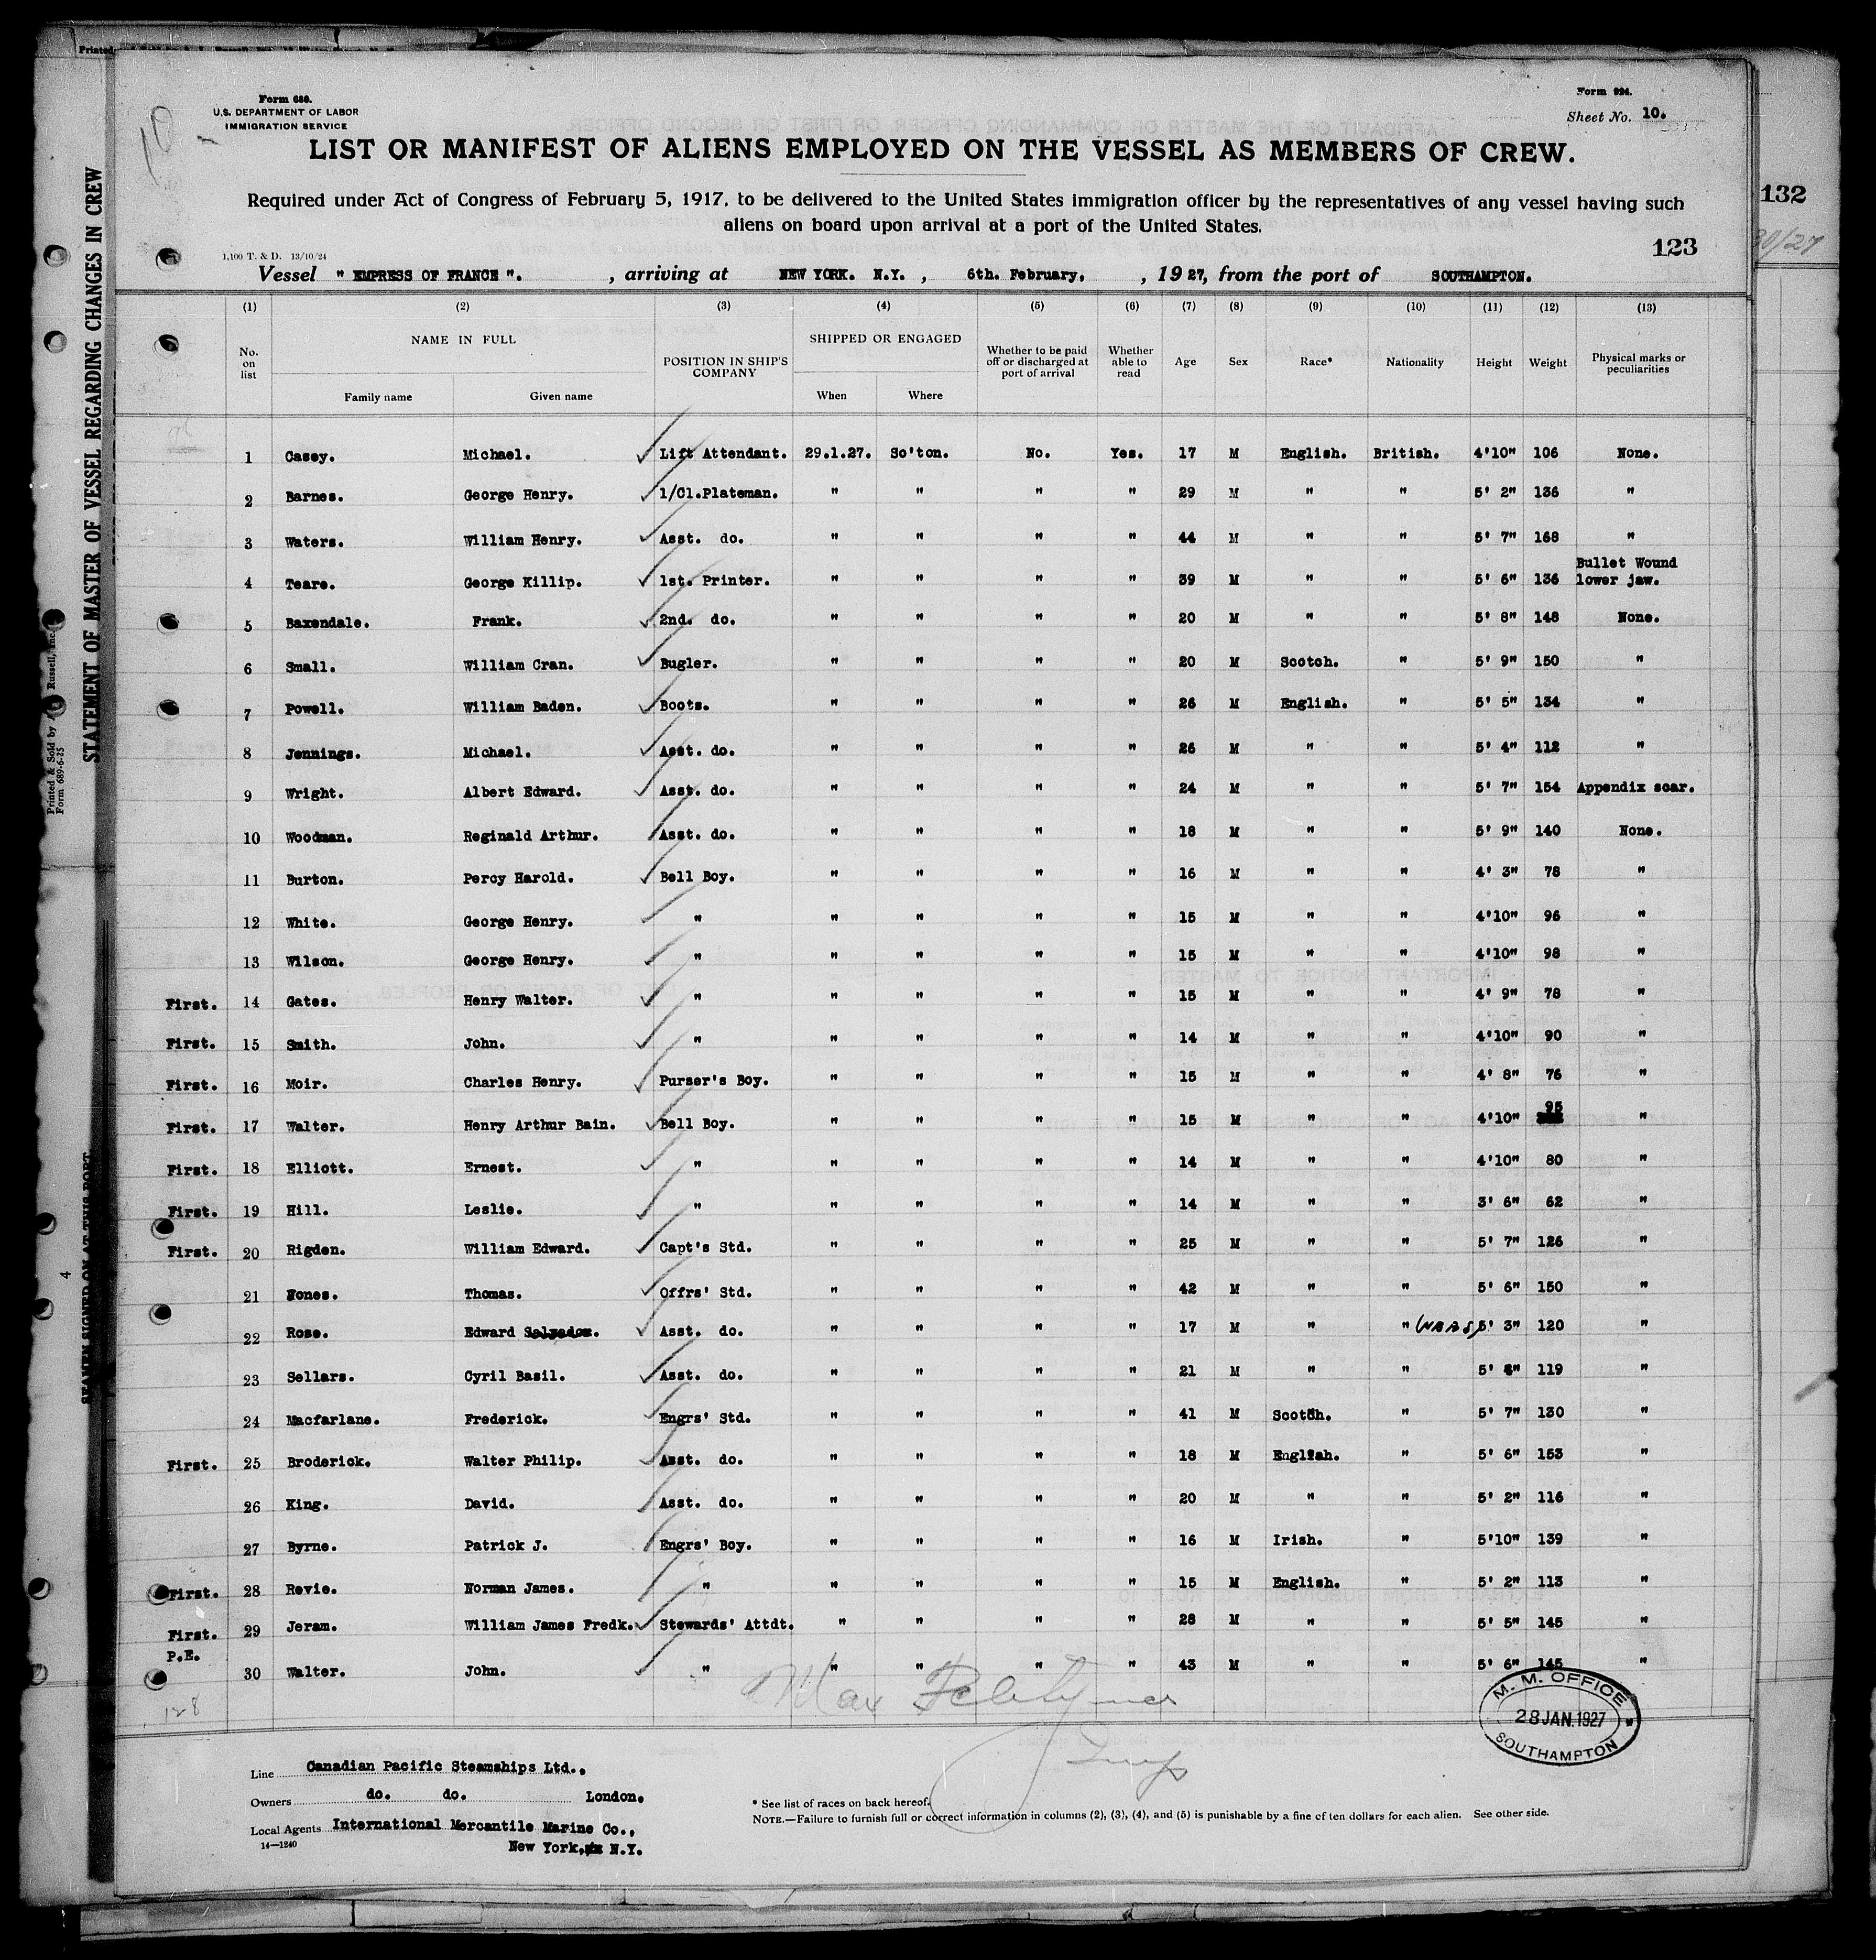 Form 689.
U.S. DEPARTMENT OF LABOR
IMMIGRATION SERVICE
Form 924.
Sheet No. 10.
10
LIST OR MANIFEST OF ALIENS EMPLOYED ON THE VESSEL AS MEMBERS OF CREW.
Required under Act of Congress of February 5, 1917, to be delivered to the United States immigration officer by the representatives of any vessel having such
aliens on board upon arrival at a port of the United States.
132
123
1,100 T. & D. 13/10/24
Vessel " EMPRESS OF FRANCE ". , arriving at NEW YORK. N.Y. , 6th. February, , 1927, from the port of SOUTHAMPTON.
(1) (2) (3) (4) (5) (6) (7) (8) (9) (10) (11) (12) (13)
No. on list NAME IN FULL Family name Given name POSITION IN SHIP'S COMPANY SHIPPED OR ENGAGED When Where Whether to be paid off or discharged at port of arrival Whether able to read Age Sex Race* Nationality Height Weight Physical marks or peculiarities
1 Casey. Michael. Lift Attendant. 29.1.27. So'ton. No. Yes. 17 M English. British. 4'10" 106 None.
2 Barnes. George Henry. 1/Cl.Plateman. " " " " 29 M " " 5' 2" 136 "
3 Waters. William Henry. Asst. do. " " " " 44 M " " 5' 7" 168 "
4 Teare. George Killip. 1st. Printer. " " " " 39 M " " 5' 6" 136 Bullet Wound lower jaw.
5 Baxendale. Frank. 2nd. do. " " " " 20 M " " 5' 8" 148 None.
6 Small. William Cran. Bugler. " " " " 20 M Scotch. " 5' 9" 150 "
7 Powell. William Baden. Boots. " " " " 26 M English. " 5' 5" 134 "
8 Jennings. Michael. Asst. do. " " " " 26 M " " 5' 4" 112 "
9 Wright. Albert Edward. Asst. do. " " " " 24 M " " 5' 7" 154 Appendix scar.
10 Woodman. Reginald Arthur. Asst. do. " " " " 18 M " " 5' 9" 140 None.
11 Burton. Percy Harold. Bell Boy. " " " " 16 M " " 4' 3" 78 "
12 White. George Henry. " " " " " 15 M " " 4'10" 96 "
13 Wilson. George Henry. " " " " " 15 M " " 4'10" 98 "
First. 14 Gates. Henry Walter. " " " " " 15 M " " 4' 9" 78 "
First. 15 Smith. John. " " " " " 14 M " " 4'10" 90 "
First. 16 Moir. Charles Henry. Purser's Boy. " " " " 15 M " " 4' 8" 76 "
First. 17 Walter. Henry Arthur Bain. Bell Boy. " " " " 15 M " " 4'10" 95 "
First. 18 Elliott. Ernest. " " " " " 14 M " " 4'10" 80 "
First. 19 Hill. Leslie. " " " " " 14 M " " 3' 6" 62 "
First. 20 Rigden. William Edward. Capt's Std. " " " " 25 M " " 5' 7" 126 "
21 Jones. Thomas. Offrs' Std. " " " " 42 M " " 5' 6" 150 "
22 Rose. Edward Salvador. Asst. do. " " " " 17 M " " 5' 3" 120 "
23 Sellars. Cyril Basil. Asst. do. " " " " 21 M " " 5' 119 "
24 Macfarlane. Frederick. Engrs' Std. " " " " 41 M Scotch. " 5' 7" 130 "
First. 25 Broderick. Walter Philip. Asst. do. " " " " 18 M English. " 5' 6" 153 "
26 King. David. Asst. do. " " " " 20 M " " 5' 2" 116 "
27 Byrne. Patrick J. Engrs' Boy. " " " " 16 M Irish. " 5'10" 139 "
First. 28 Revie. Norman James. " " " " " 15 M English. " 5' 2" 113 "
First. 29 Jeram. William James Fredk. Stewards' Attdt. " " " " 28 M " " 5' 5" 145 "
P.E. 30 Walter. John. " " " " " 43 M " " 5' 6" 145 "
128
M. M. OFFICE
28 JAN. 1927
SOUTHAMPTON
Line Canadian Pacific Steamships Ltd.,
Owners do. do. London.
Local Agents International Mercantile Marine Co.,
14—1240
New York, N.Y.
* See list of races on back hereof.
NOTE.—Failure to furnish full or correct information in columns (2), (3), (4), and (5) is punishable by a fine of ten dollars for each alien. See other side.
STATEMENT OF MASTER OF VESSEL REGARDING CHANGES IN CREW
Form 689-6-25
4